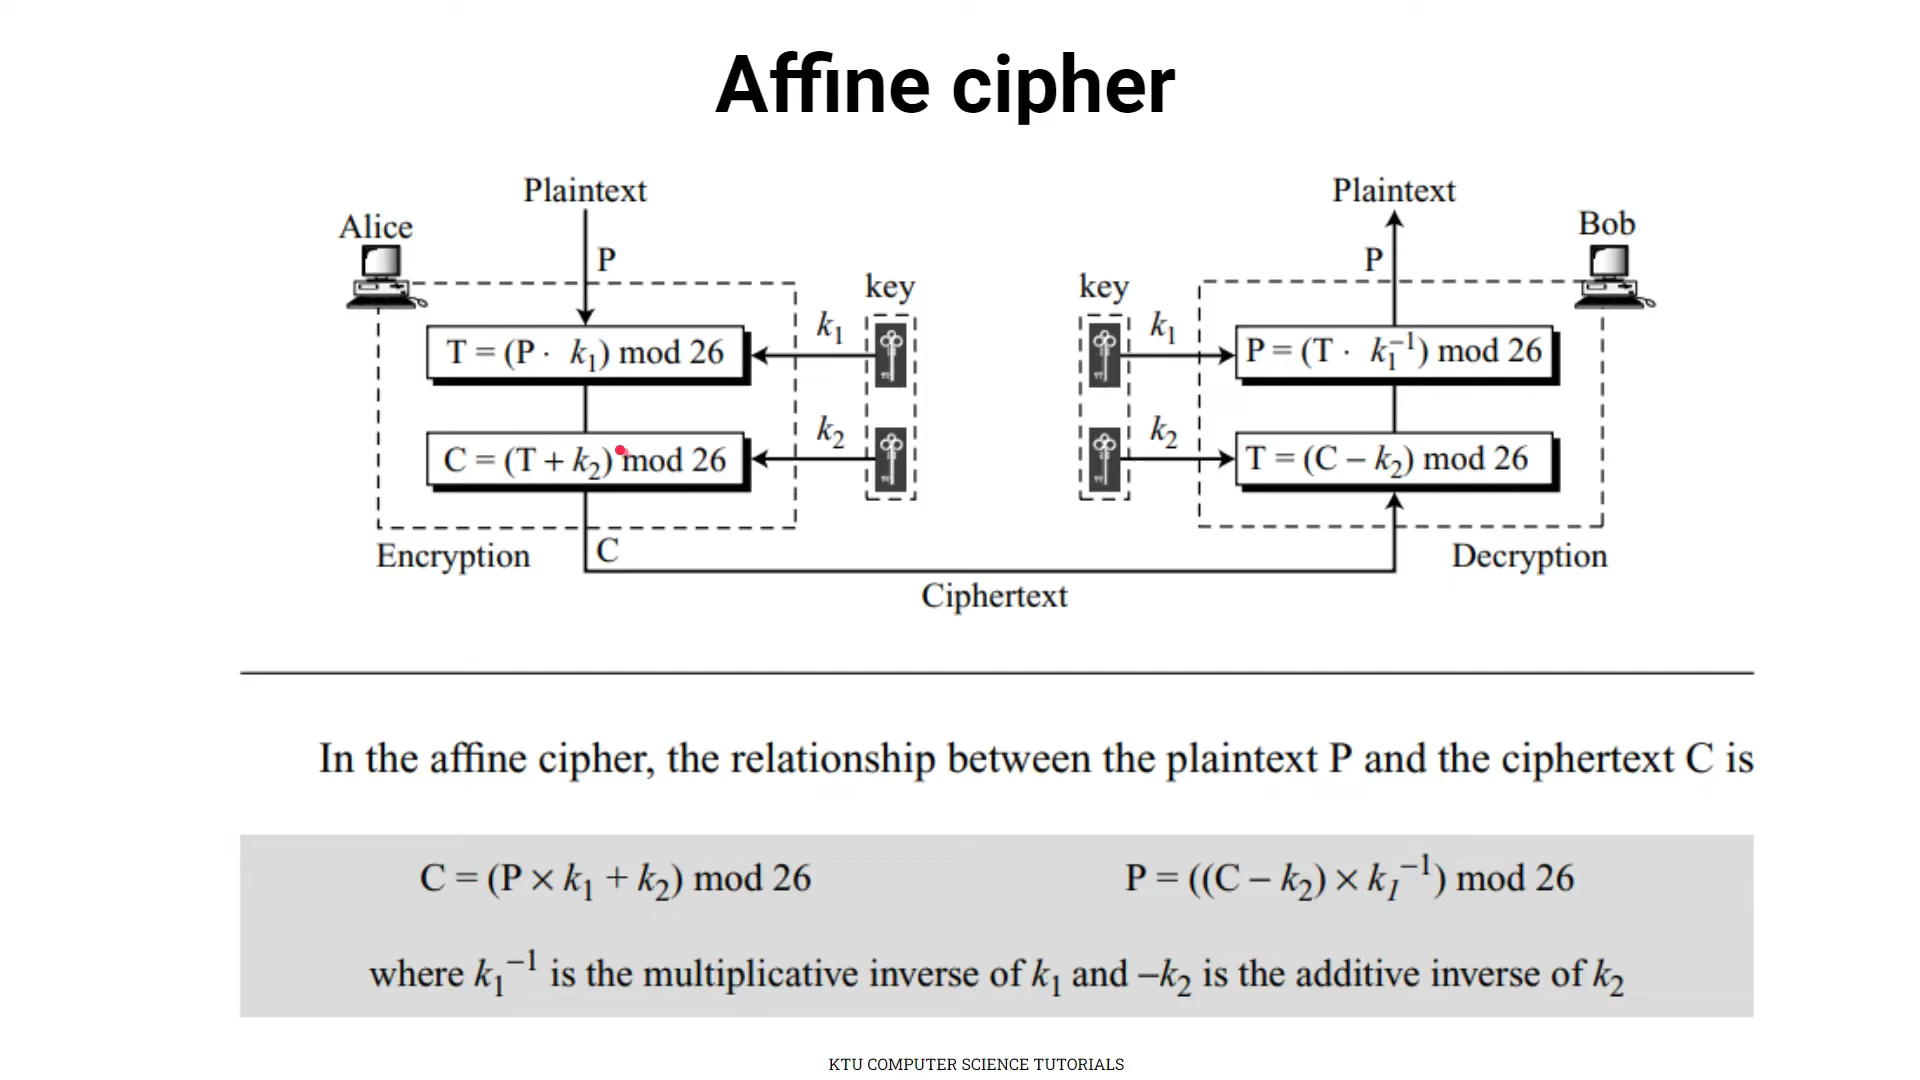 Affine cipher
Plaintext
Plaintext
Alice
Bob
P
P
key
key
k₁
k₁
T = (P · k₁) mod 26
P = (T · k₁⁻¹) mod 26
k₂
k₂
C = (T + k₂) mod 26
T = (C – k₂) mod 26
Encryption
C
Decryption
Ciphertext
In the affine cipher, the relationship between the plaintext P and the ciphertext C is
C = (P × k₁ + k₂) mod 26
P = ((C – k₂) × k₁⁻¹) mod 26
where k₁⁻¹ is the multiplicative inverse of k₁ and –k₂ is the additive inverse of k₂
KTU COMPUTER SCIENCE TUTORIALS